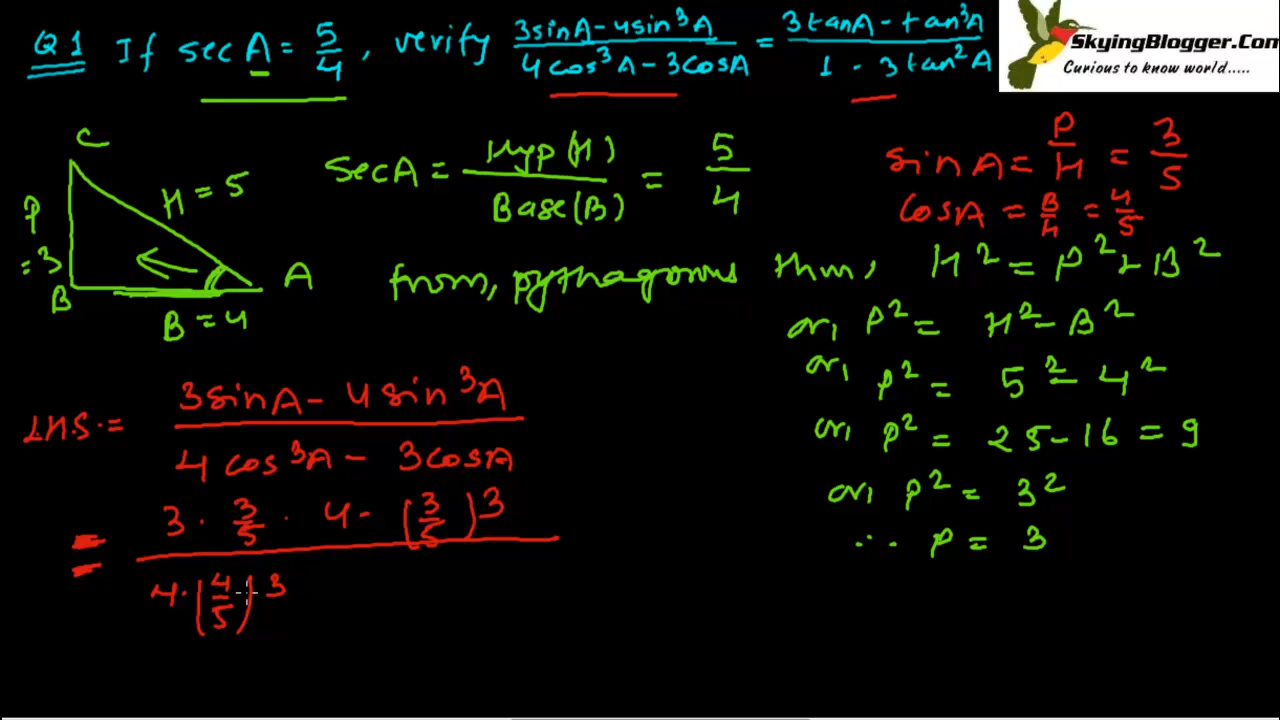 Q1 If sec A = 5/4, verify (3sinA - 4sin³A)/(4cos³A - 3cosA) = (3tanA - tan³A)/(1 - 3tan²A)
SkyingBlogger.Com
Curious to know world.....
C
P = 3
H = 5
B
A
B = 4
secA = Hyp(H)/Base(B) = 5/4
sinA = P/H = 3/5
cosA = B/H = 4/5
from, pythagorous thm, H² = P² + B²
or, P² = H² - B²
or, P² = 5² - 4²
or, P² = 25 - 16 = 9
or, P² = 3²
∴ P = 3
L.H.S. = (3sinA - 4sin³A)/(4cos³A - 3cosA)
= 3 · 3/5 · 4 - (3/5)³
4 · (4/5)³